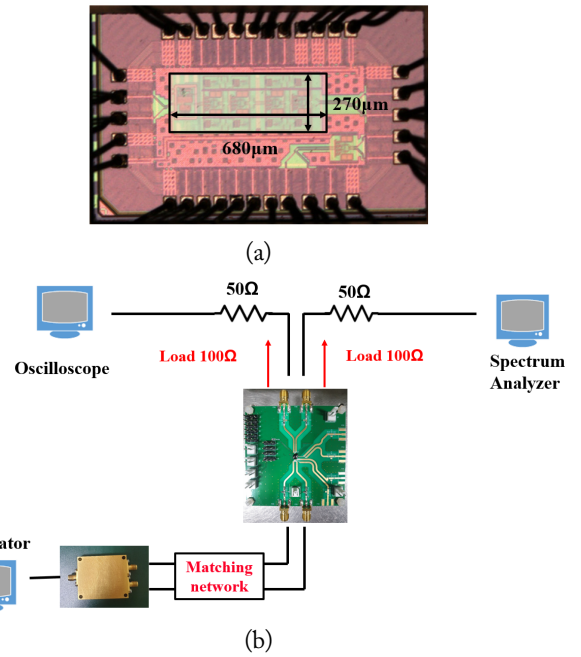 270μm
680μm
(a)
50Ω
50Ω
Load 100Ω
Load 100Ω
Oscilloscope
Spectrum
Analyzer
ator
Matching
network
(b)